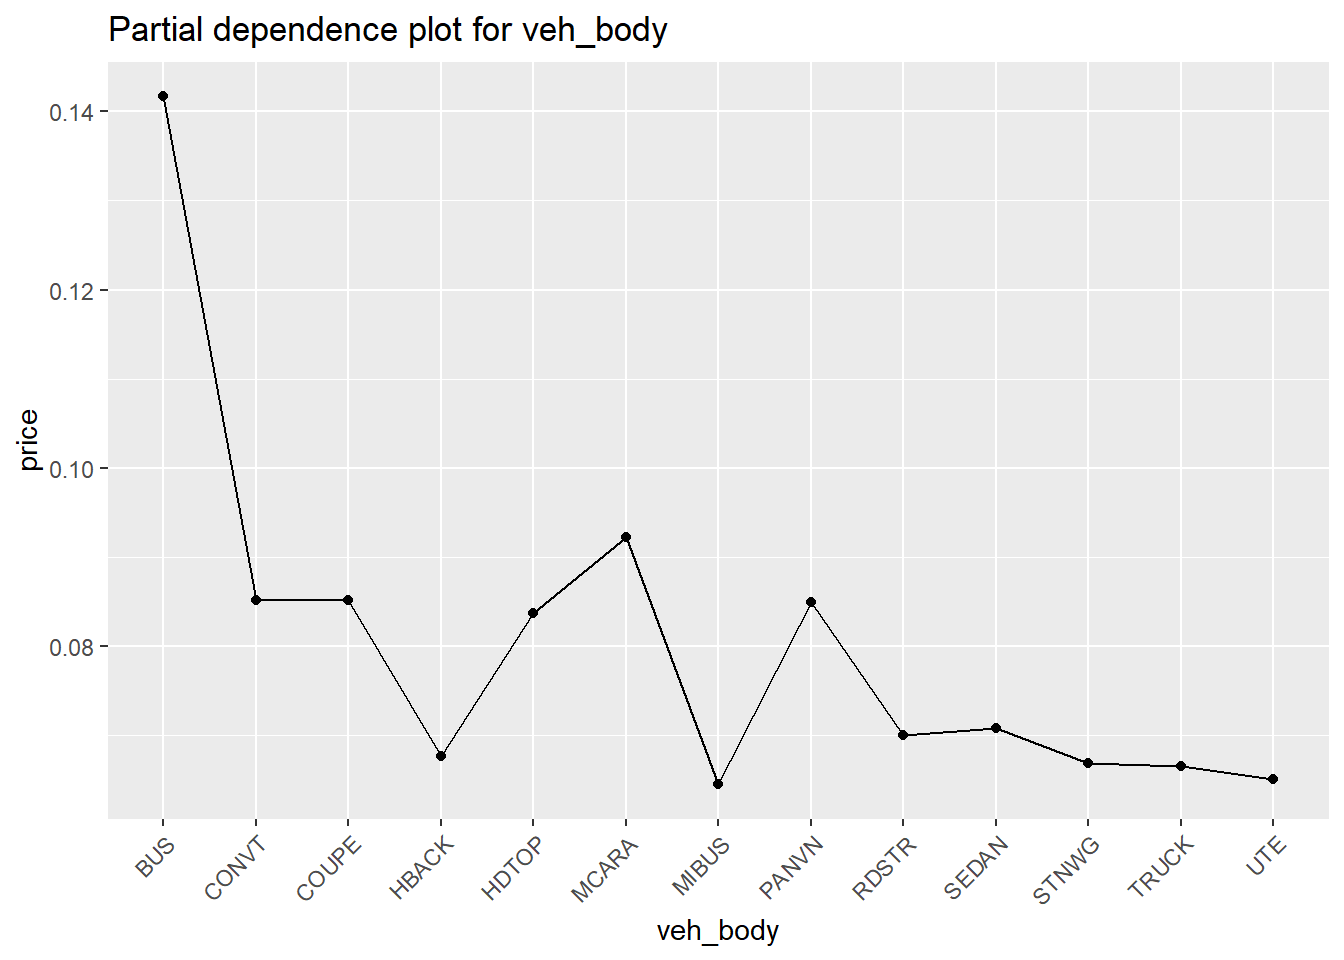 Partial dependence plot for veh_body
price
0.14
0.12
0.10
0.08
BUS
CONVT
COUPE
HBACK
HDTOP
MCARA
MIBUS
PANVN
RDSTR
SEDAN
STNWG
TRUCK
UTE
veh_body